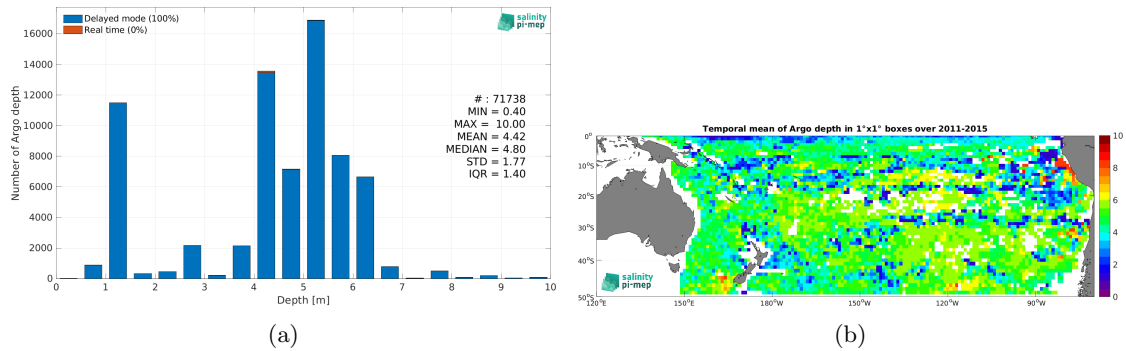 Delayed mode (100%)
Real time (0%)
salinity
pi-mep
16000
14000
12000
10000
8000
6000
4000
2000
0
Number of Argo depth
# : 71738
MIN = 0.40
MAX = 10.00
MEAN = 4.42
MEDIAN = 4.80
STD = 1.77
IQR = 1.40
0 1 2 3 4 5 6 7 8 9 10
Depth [m]
(a)
Temporal mean of Argo depth in 1°x1° boxes over 2011-2015
0°
10°S
20°S
30°S
40°S
50°S
120°E 150°E 180°W 150°W 120°W 90°W
salinity
pi-mep
10
8
6
4
2
0
(b)